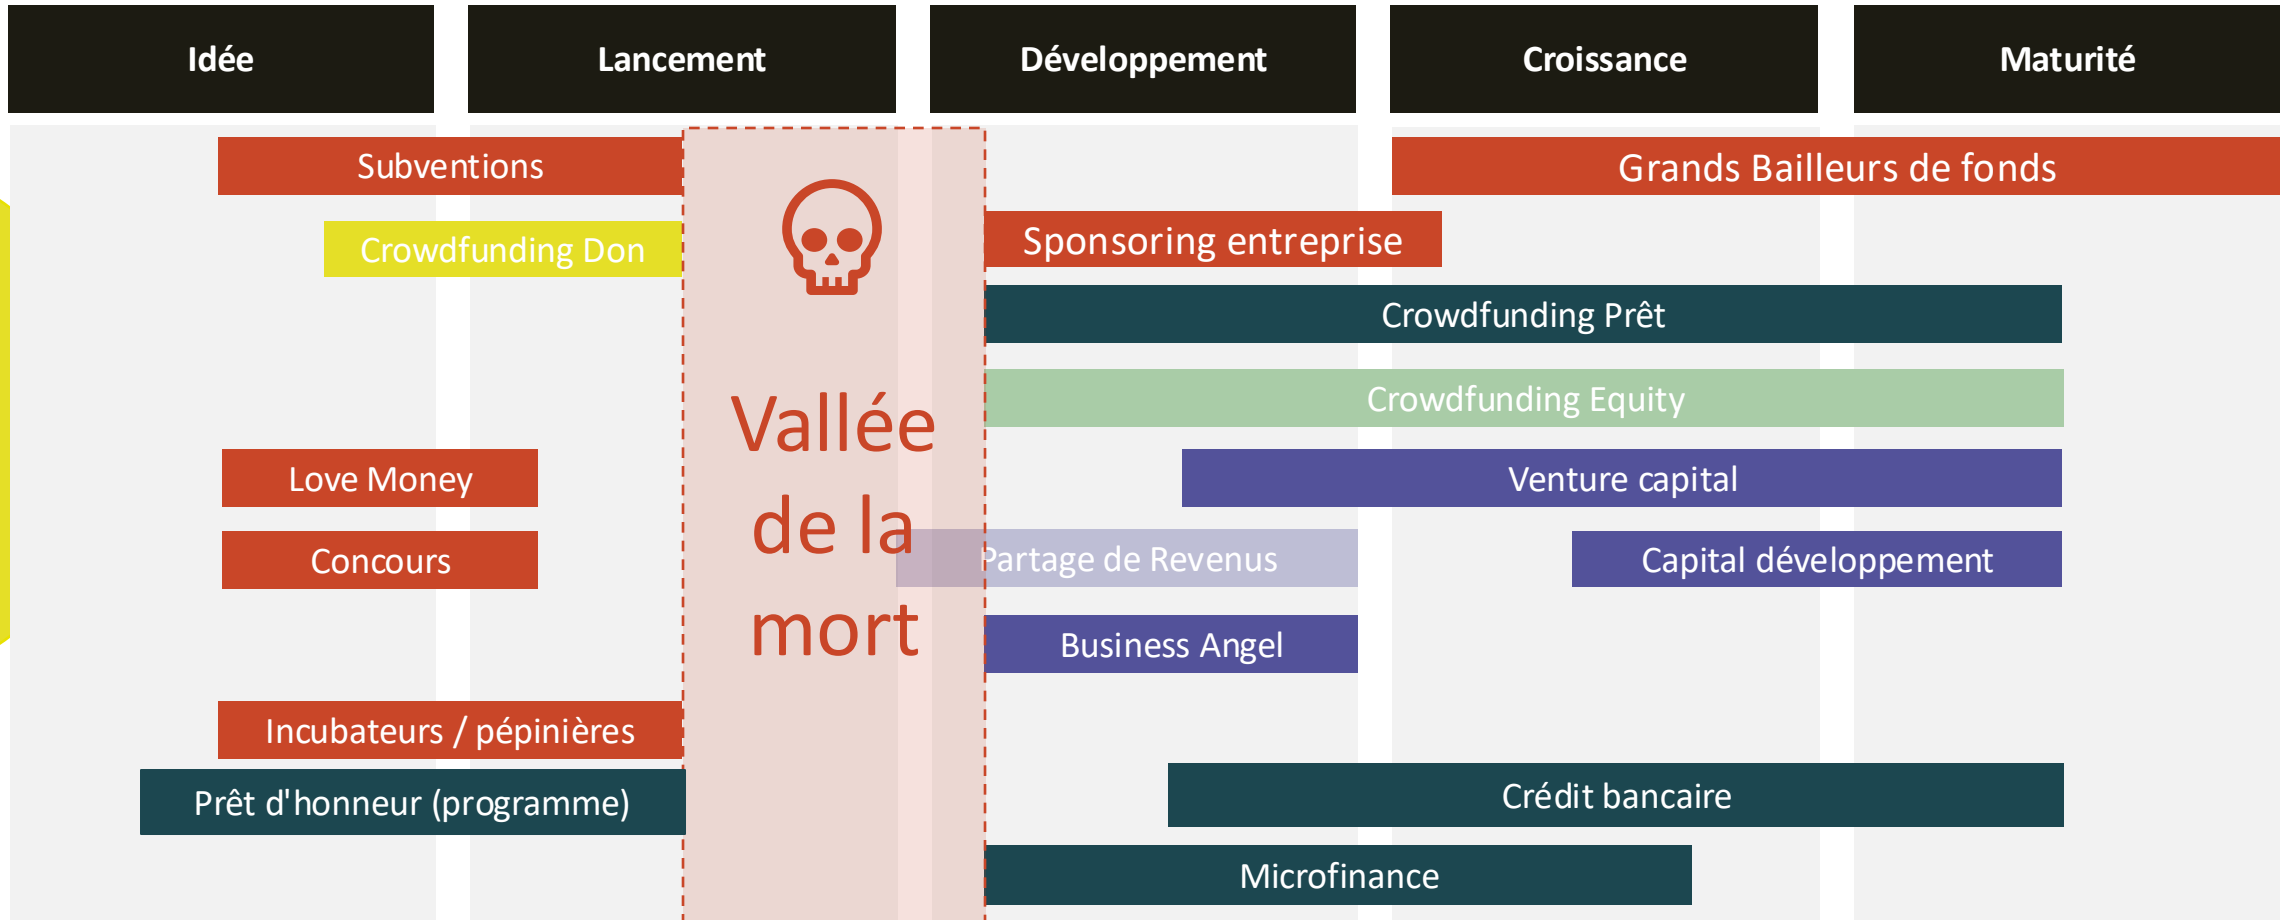 Idée
Lancement
Développement
Croissance
Maturité
Subventions
Grands Bailleurs de fonds
Crowdfunding Don
Sponsoring entreprise
Crowdfunding Prêt
Crowdfunding Equity
Vallée
de la
mort
Love Money
Venture capital
Concours
Partage de Revenus
Capital développement
Business Angel
Incubateurs / pépinières
Prêt d'honneur (programme)
Crédit bancaire
Microfinance